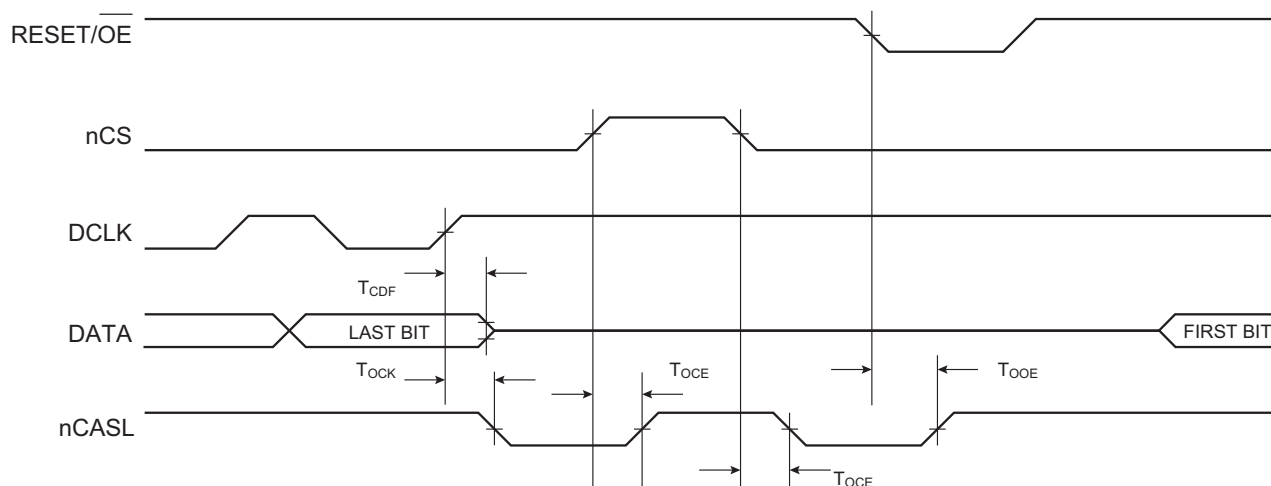 RESET/OE
nCS
DCLK
TCDF
DATA
LAST BIT
FIRST BIT
TOCK
TOCE
TOOE
nCASL
TOCE